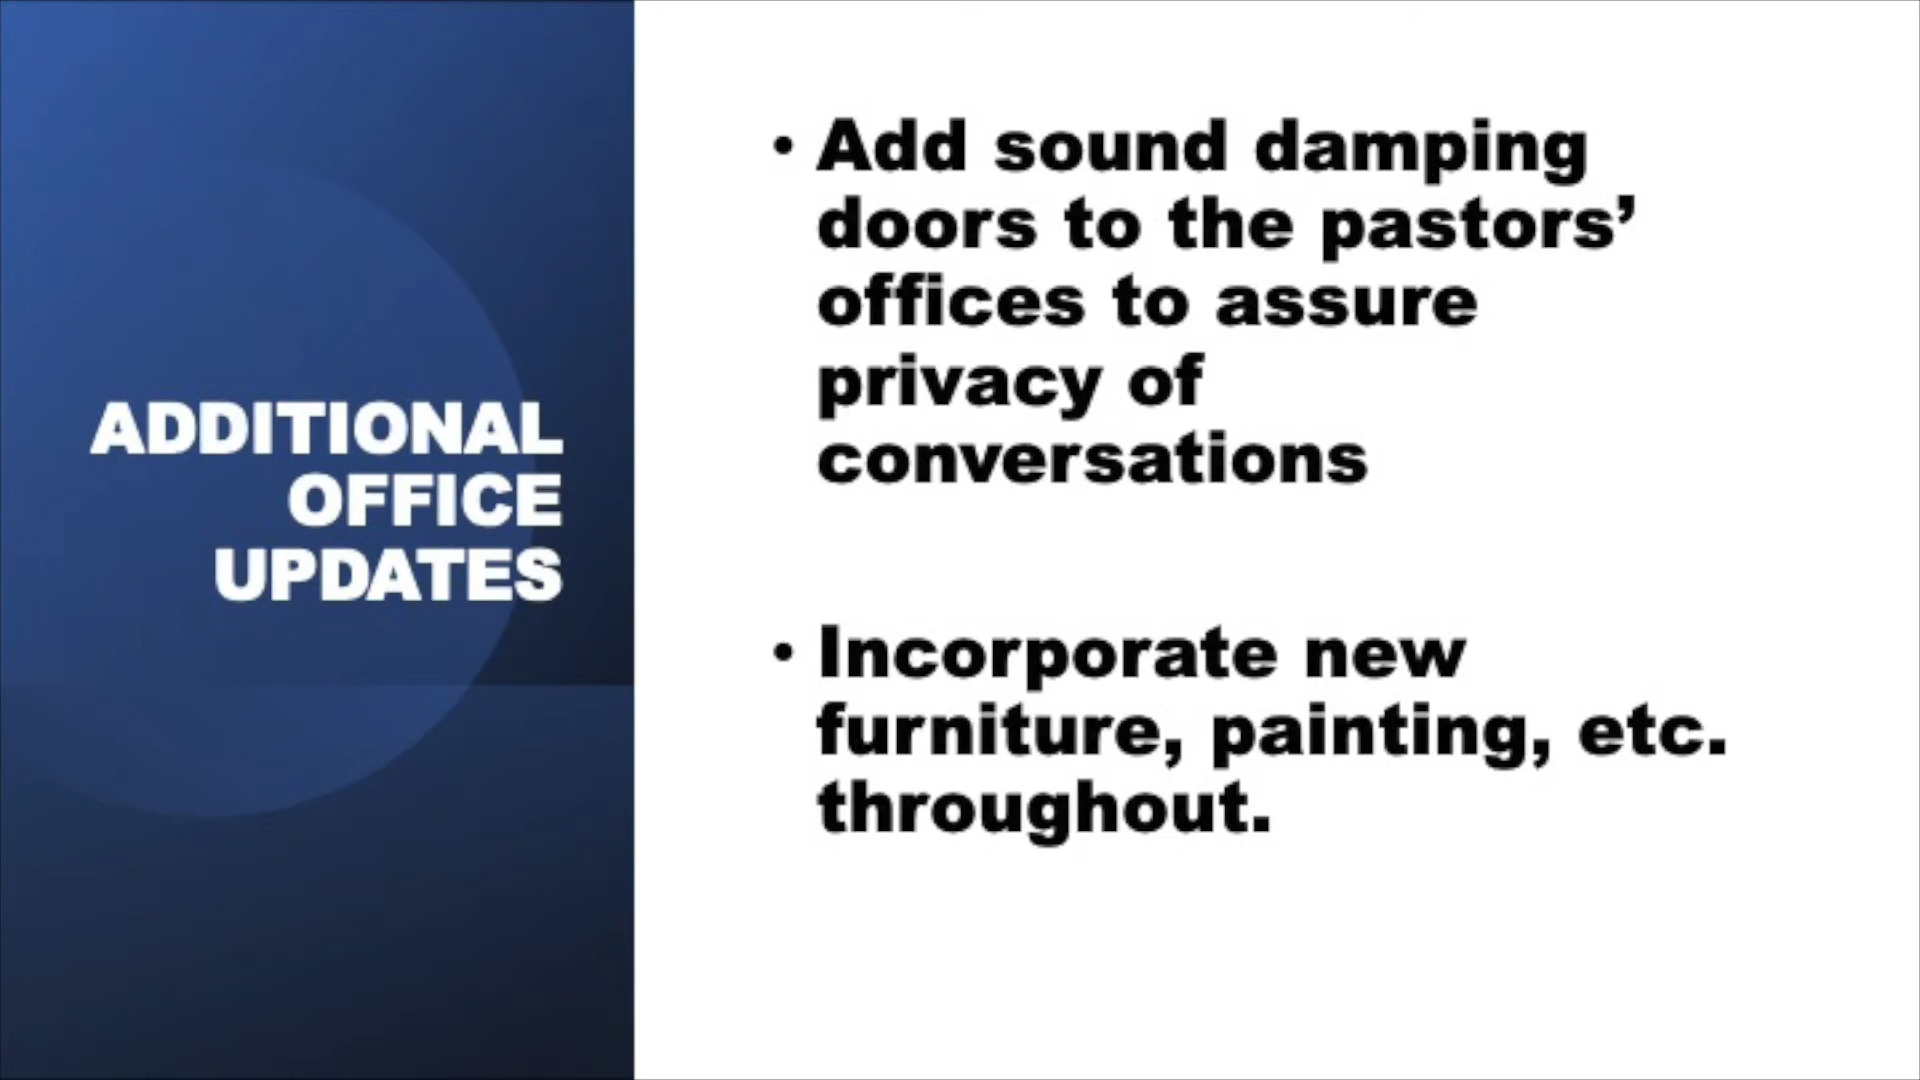 ADDITIONAL
OFFICE
UPDATES
• Add sound damping
doors to the pastors’
offices to assure
privacy of
conversations
• Incorporate new
furniture, painting, etc.
throughout.